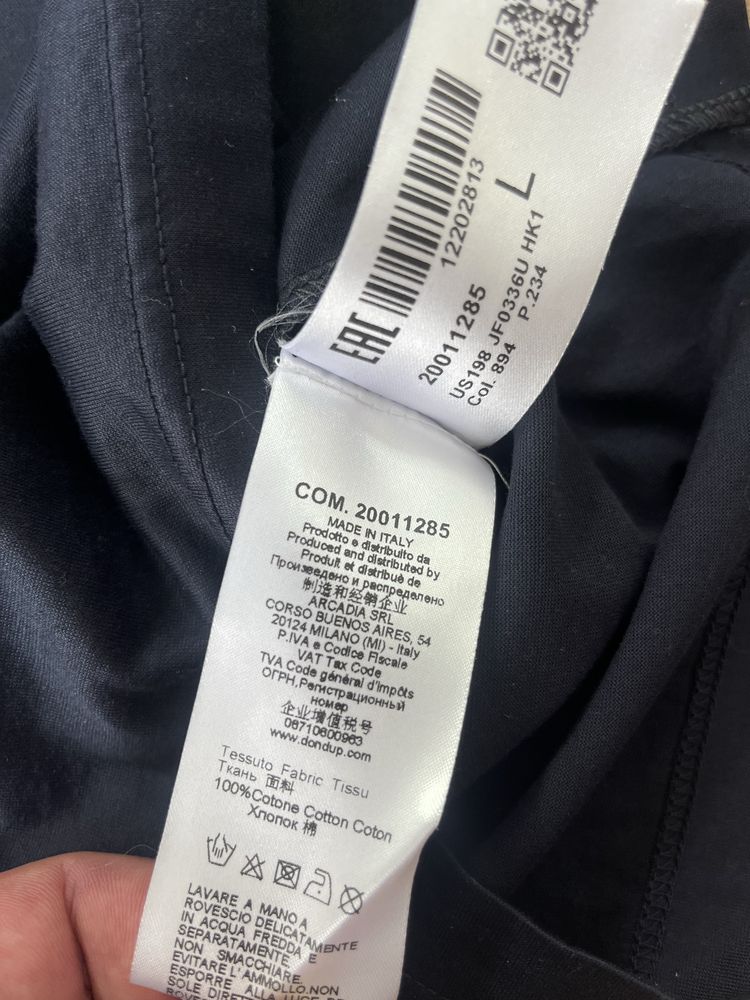 12202813
EAC
L
20011285
US198 JF0336U HK1
Col. 894 P.234
COM. 20011285
MADE IN ITALY
Prodotto e distribuito da
Produced and distributed by
Produit et distribué de
Произведено и распределено
制造和经销企业
ARCADIA SRL
CORSO BUENOS AIRES, 54
20124 MILANO (MI) - Italy
P.IVA e Codice Fiscale
VAT Tax Code
TVA Code général d'impôts
ОГРН,Регистрационный
номер
企业增值税号
06710600963
www.dondup.com
Tessuto Fabric Tissu
Ткань 面料
100%Cotone Cotton Coton
Хлопок 棉
LAVARE A MANO A
ROVESCIO DELICATAMENTE
IN ACQUA FREDDA E
SEPARATAMENTE
NON SMACCHIARE.
EVITARE L'AMMOLLO.NON
ESPORRE ALLA LUCE DEL
SOLE